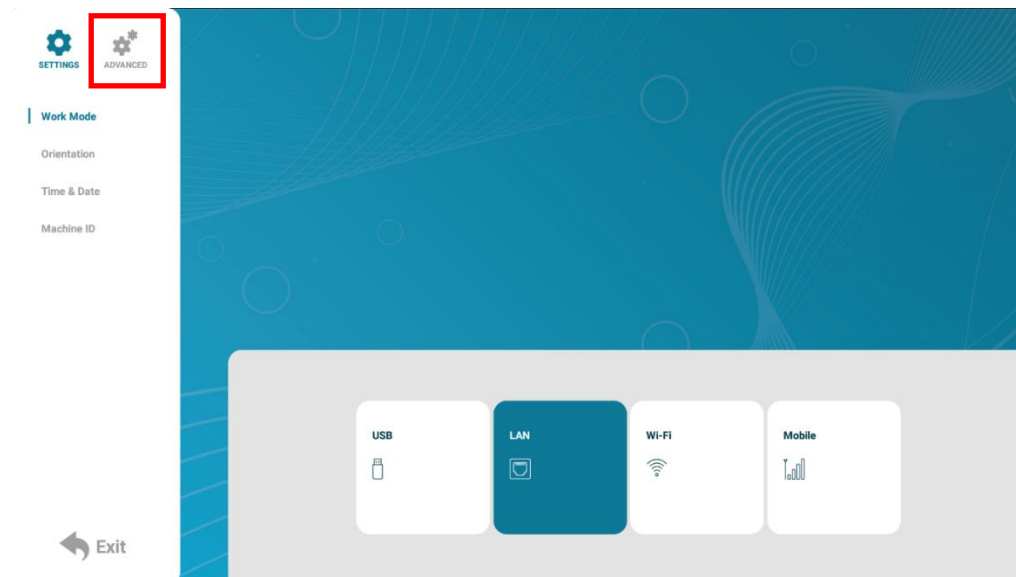 SETTINGS
ADVANCED
Work Mode
Orientation
Time & Date
Machine ID
USB
LAN
Wi-Fi
Mobile
Exit